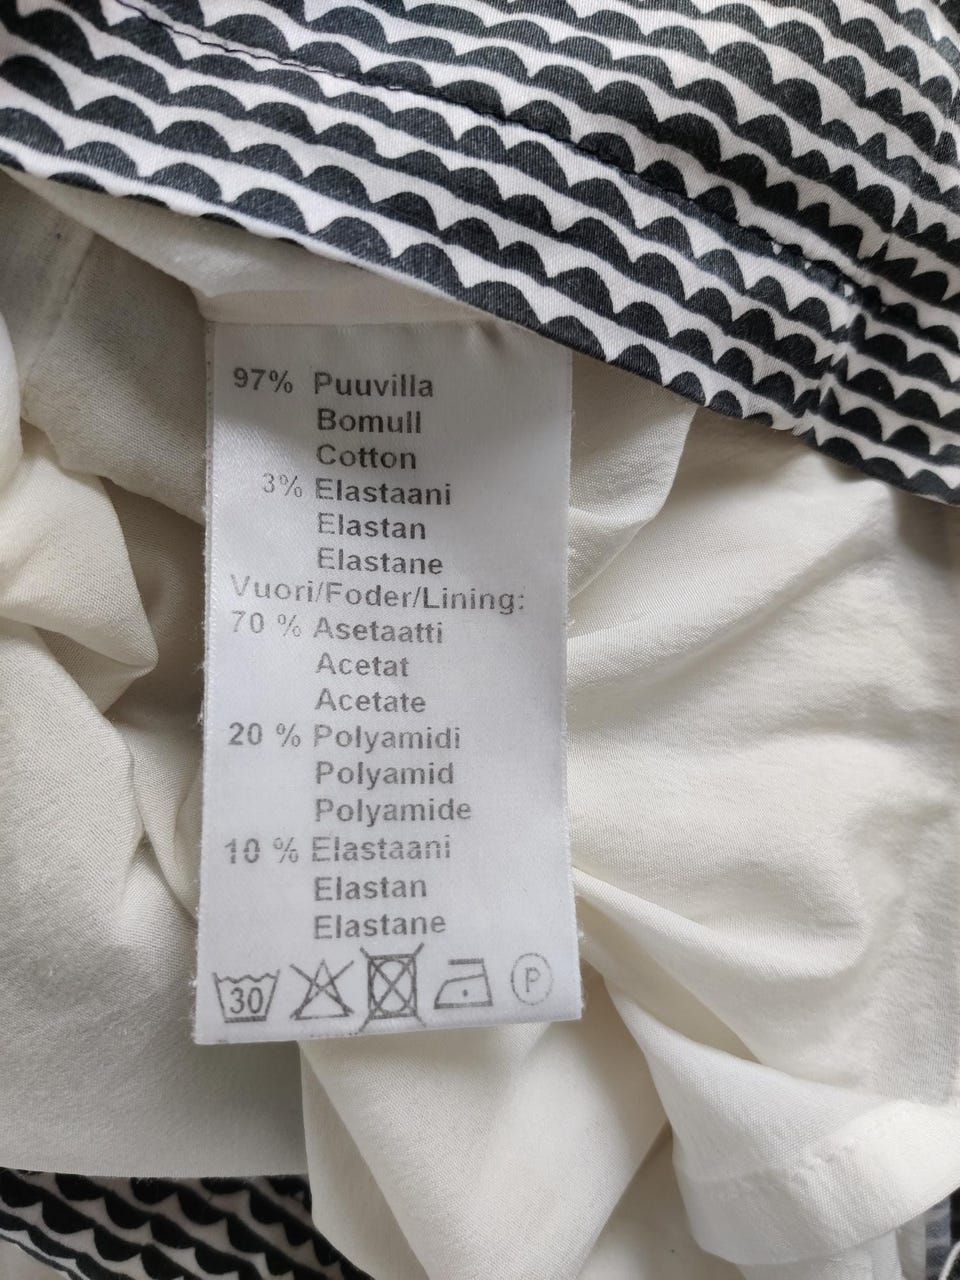 97% Puuvilla
Bomull
Cotton
3% Elastaani
Elastan
Elastane
Vuori/Foder/Lining:
70 % Asetaatti
Acetat
Acetate
20 % Polyamidi
Polyamid
Polyamide
10 % Elastaani
Elastan
Elastane
30 P